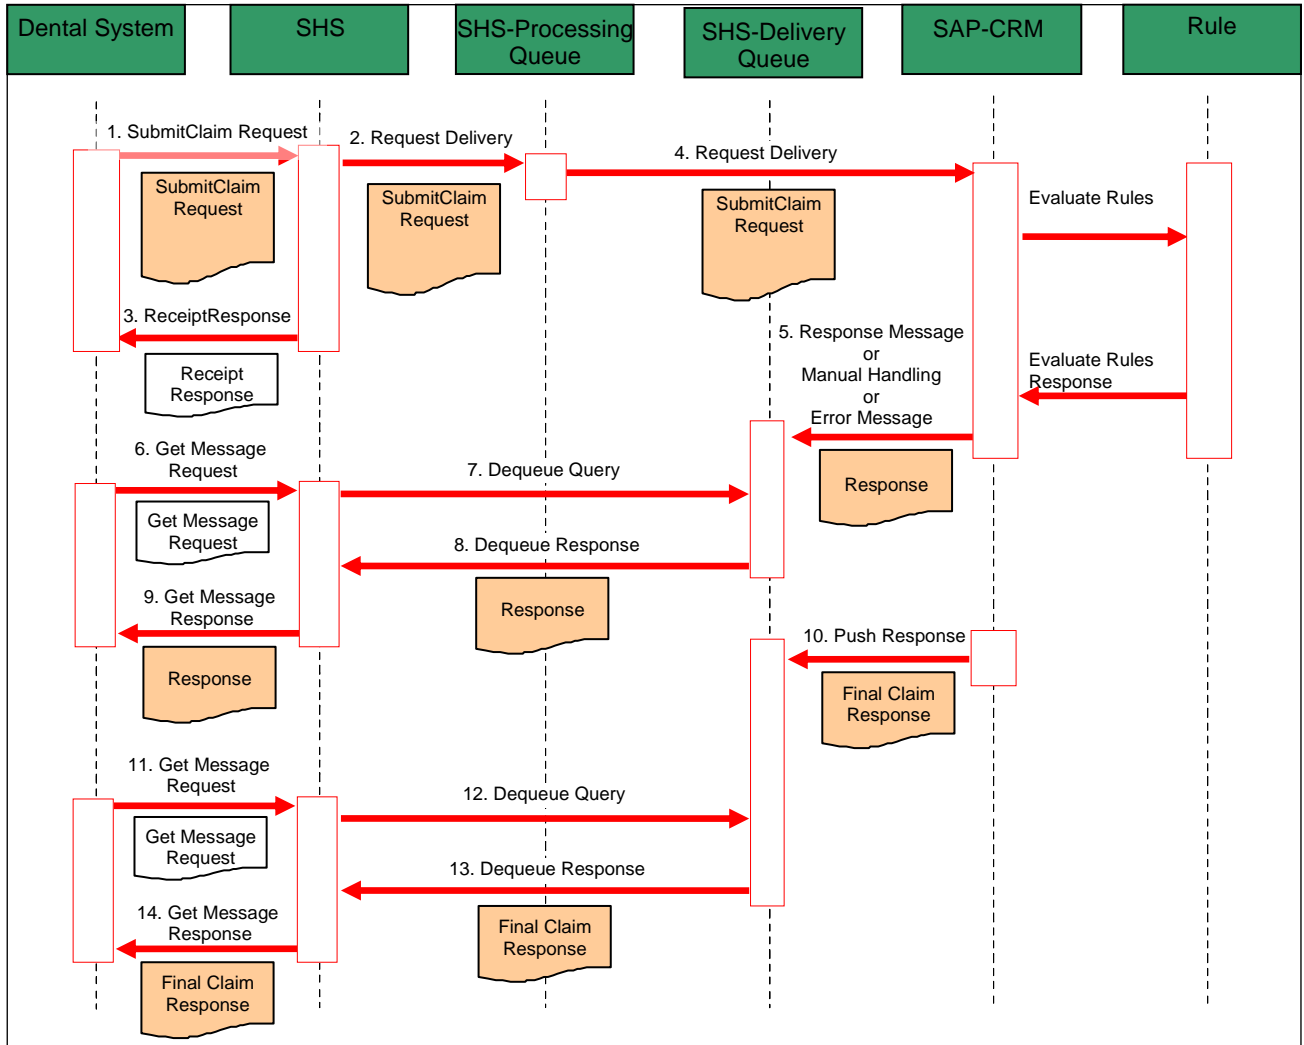 Dental System
SHS
SHS-Processing
Queue
SHS-Delivery
Queue
SAP-CRM
Rule
1. SubmitClaim Request
2. Request Delivery
4. Request Delivery
SubmitClaim
Request
SubmitClaim
Request
SubmitClaim
Request
Evaluate Rules
3. ReceiptResponse
Receipt
Response
5. Response Message
or
Manual Handling
or
Error Message
Evaluate Rules
Response
6. Get Message
Request
7. Dequeue Query
Response
Get Message
Request
8. Dequeue Response
9. Get Message
Response
Response
10. Push Response
Response
Final Claim
Response
11. Get Message
Request
12. Dequeue Query
Get Message
Request
13. Dequeue Response
14. Get Message
Response
Final Claim
Response
Final Claim
Response